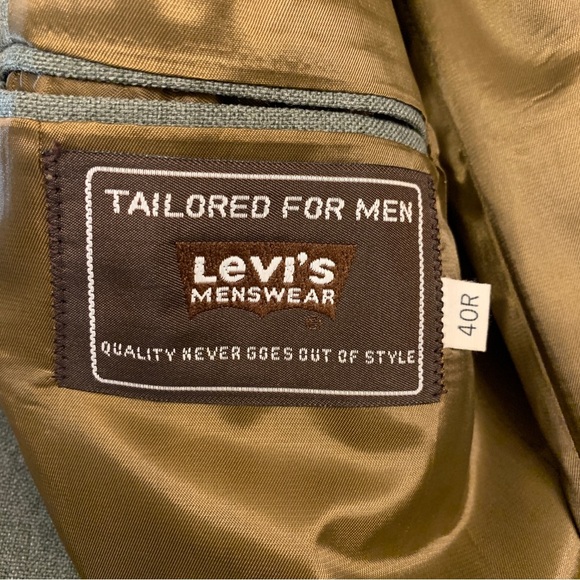 TAILORED FOR MEN
LeVI'S
MENSWEAR
QUALITY NEVER GOES OUT OF STYLE
40R